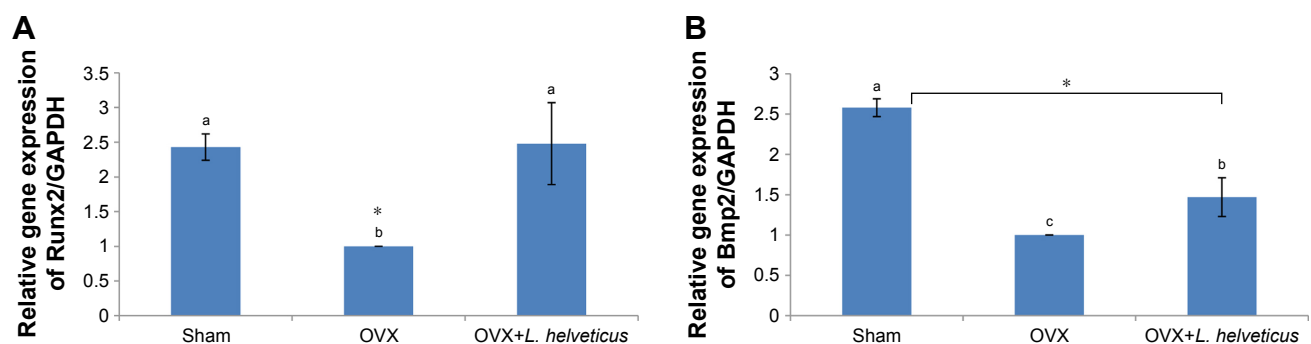 A
Relative gene expression
of Runx2/GAPDH
3.5
3
2.5
2
1.5
1
0.5
0
a
*
b
a
Sham
OVX
OVX+L. helveticus
B
Relative gene expression
of Bmp2/GAPDH
3
2.5
2
1.5
1
0.5
0
a
*
c
b
Sham
OVX
OVX+L. helveticus